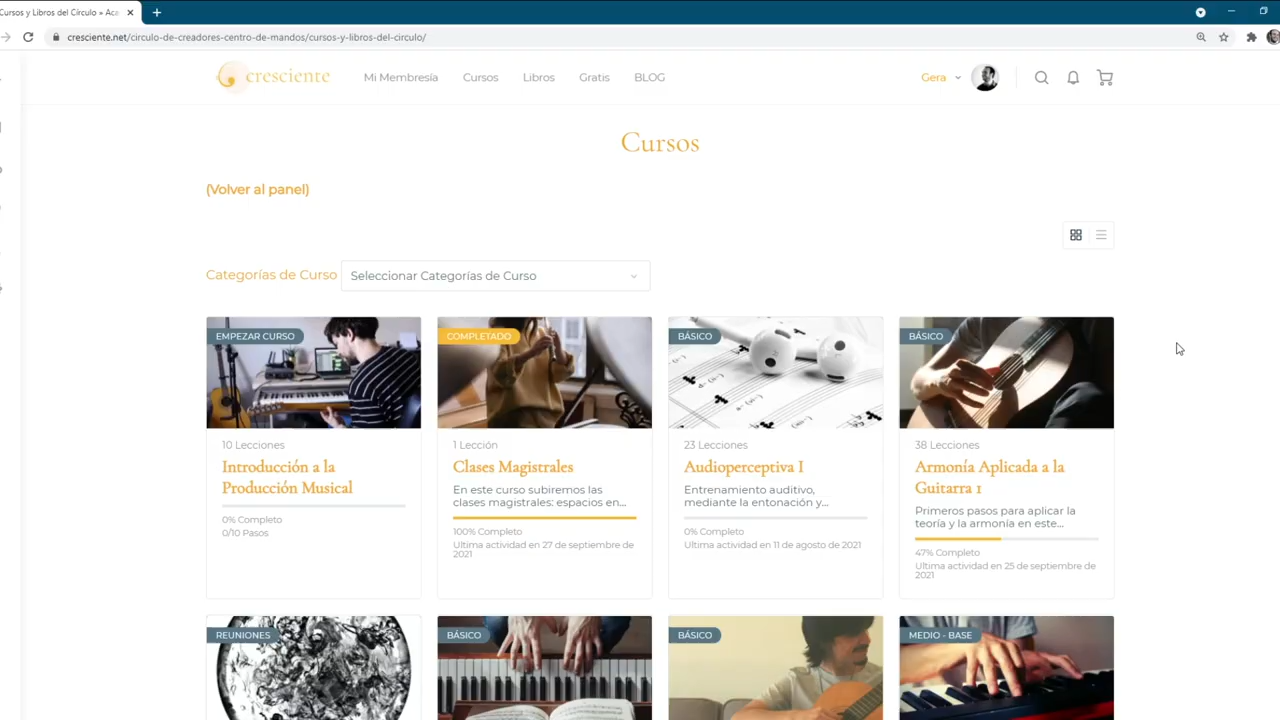 Cursos y Libros del Círculo » Aca
cresciente.net/circulo-de-creadores-centro-de-mandos/cursos-y-libros-del-circulo/
cresciente
Mi Membresía
Cursos
Libros
Gratis
BLOG
Gera
Cursos
(Volver al panel)
Categorías de Curso
Seleccionar Categorías de Curso
EMPEZAR CURSO
10 Lecciones
Introducción a la
Producción Musical
0% Completo
0/10 Pasos
COMPLETADO
1 Lección
Clases Magistrales
En este curso subiremos las
clases magistrales: espacios en...
100% Completo
Ultima actividad en 27 de septiembre de
2021
BÁSICO
23 Lecciones
Audioperceptiva I
Entrenamiento auditivo,
mediante la entonación y...
0% Completo
Ultima actividad en 11 de agosto de 2021
BÁSICO
38 Lecciones
Armonía Aplicada a la
Guitarra 1
Primeros pasos para aplicar la
teoría y la armonía en este...
47% Completo
Ultima actividad en 25 de septiembre de
2021
REUNIONES
BÁSICO
BÁSICO
MEDIO - BASE